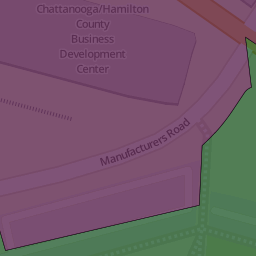 Chattanooga/Hamilton
County
Business
Development
Center
Manufacturers Road